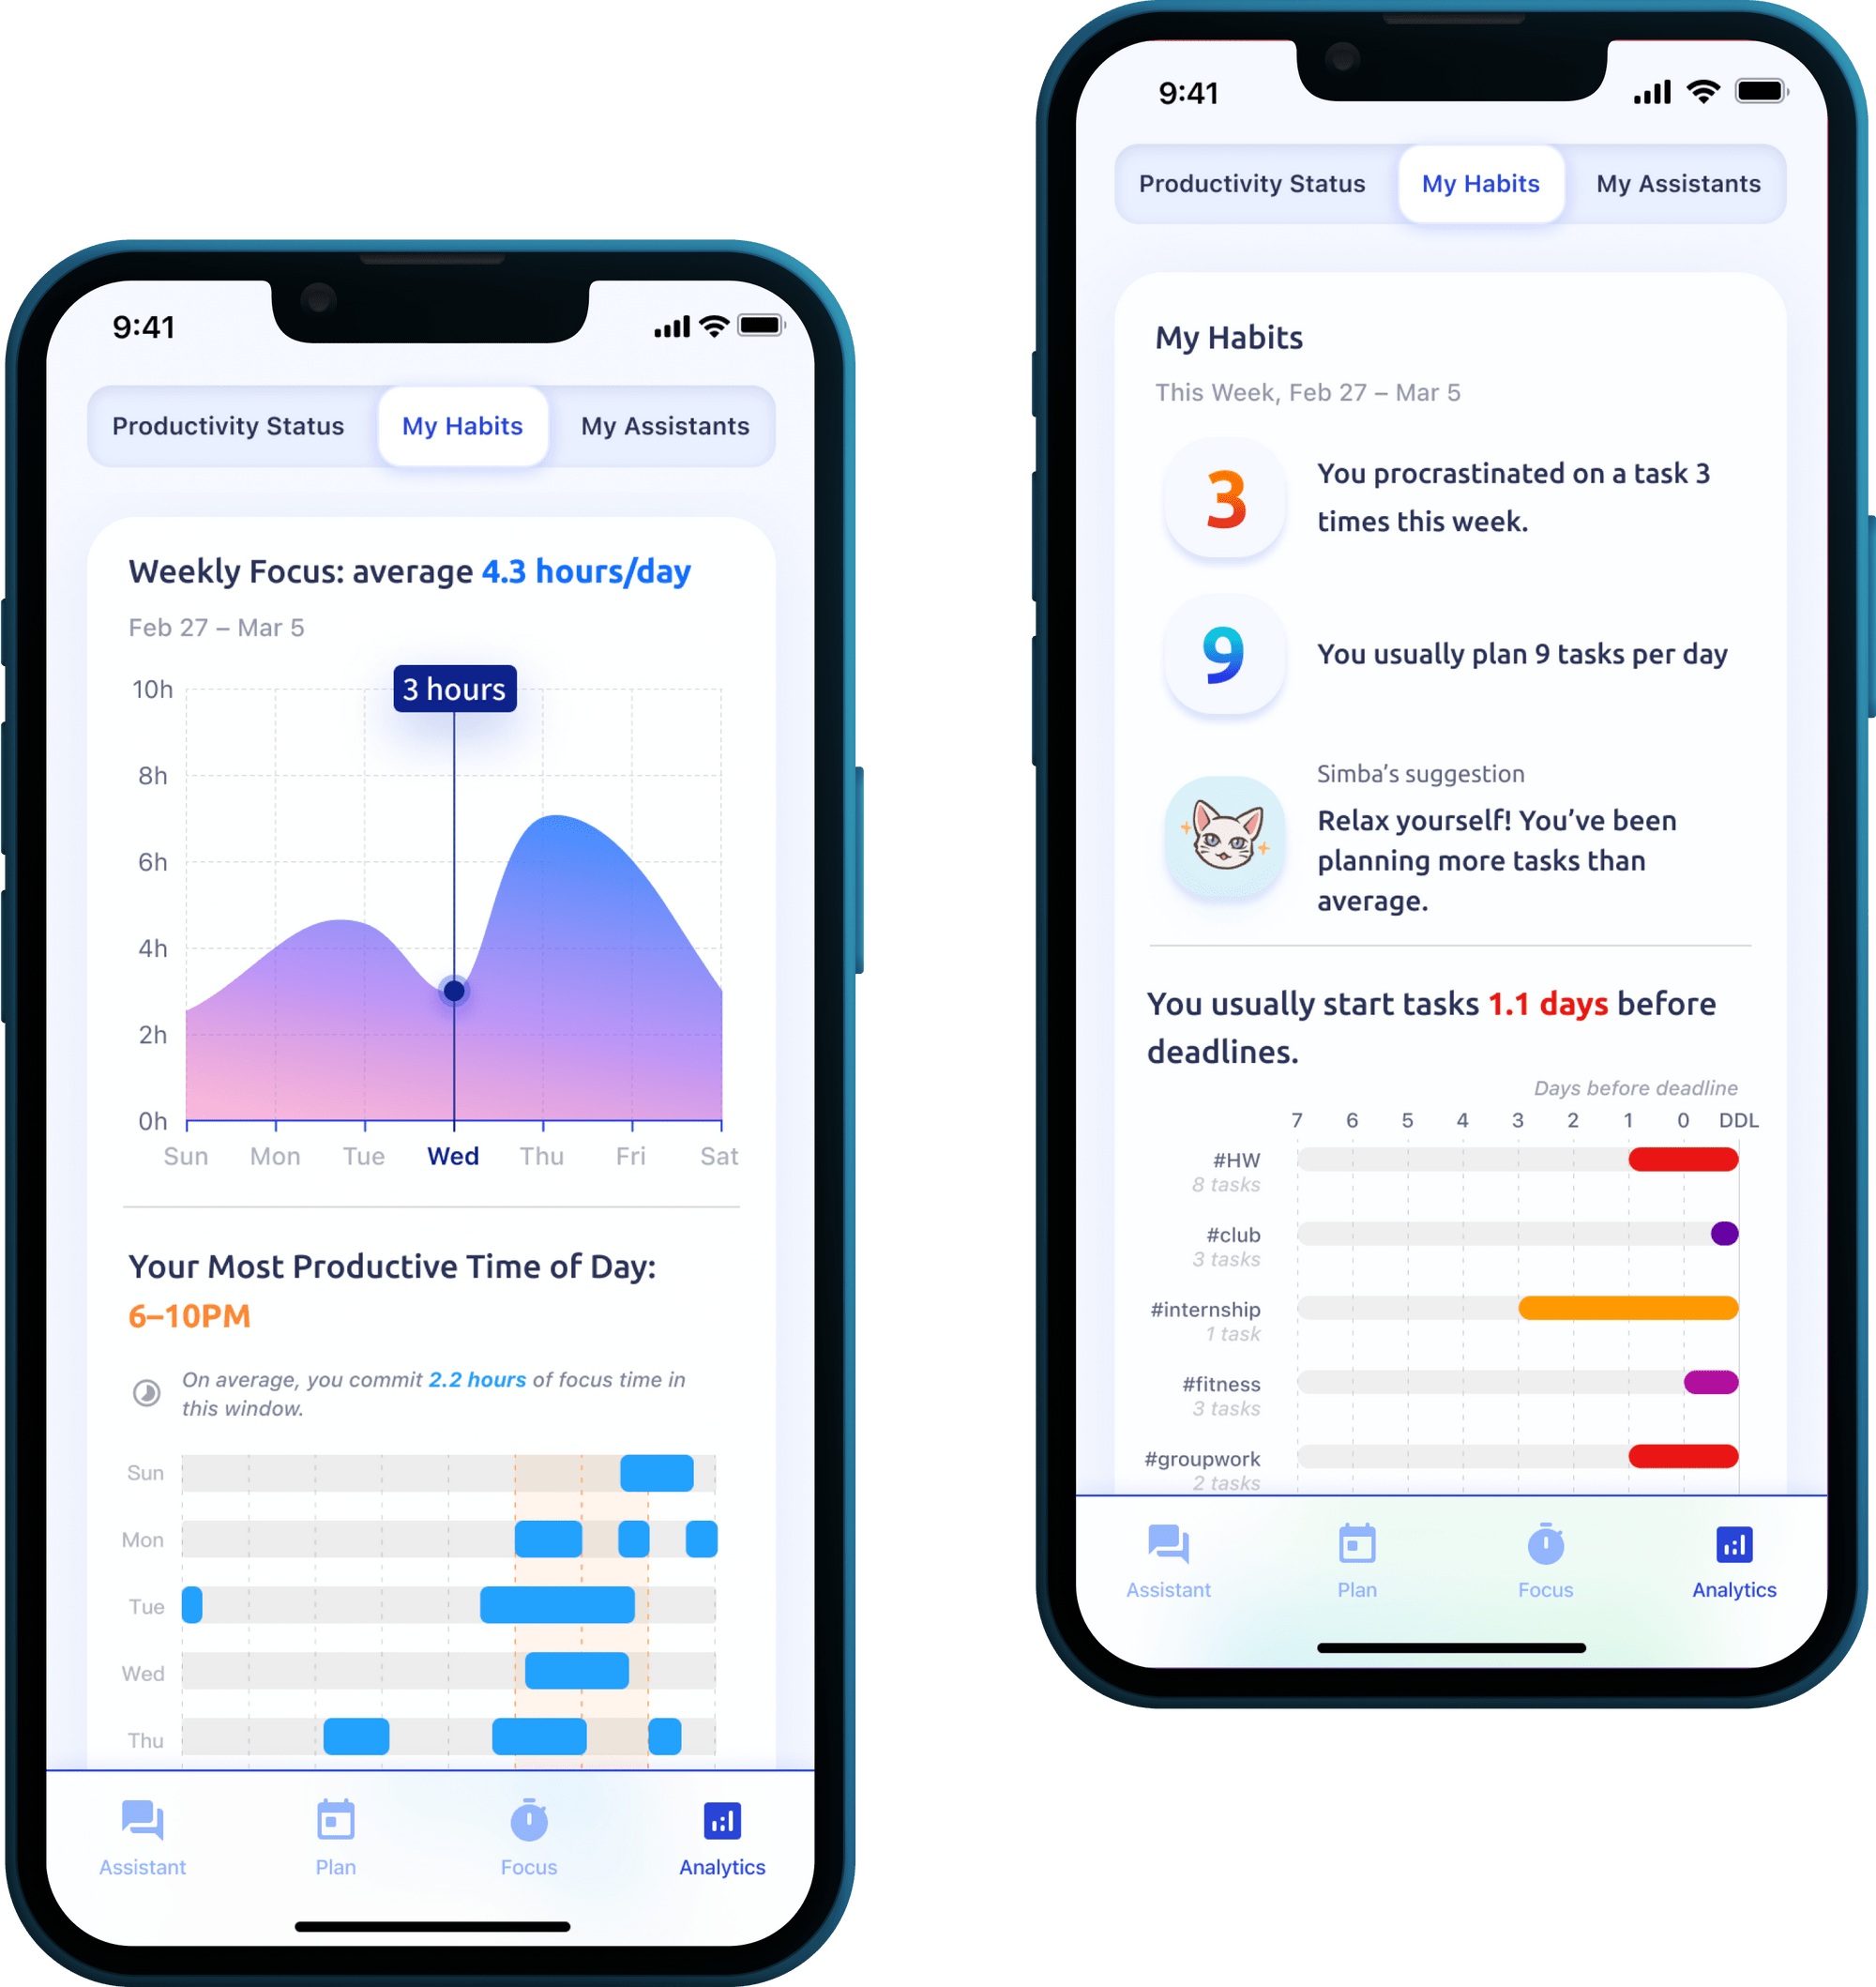 9:41
Productivity Status My Habits My Assistants
Weekly Focus: average 4.3 hours/day
Feb 27 – Mar 5
3 hours
10h
8h
6h
4h
2h
0h
Sun Mon Tue Wed Thu Fri Sat
Your Most Productive Time of Day:
6–10PM
On average, you commit 2.2 hours of focus time in
this window.
Sun
Mon
Tue
Wed
Thu
Assistant Plan Focus Analytics
9:41
Productivity Status My Habits My Assistants
My Habits
This Week, Feb 27 – Mar 5
3
You procrastinated on a task 3
times this week.
9
You usually plan 9 tasks per day
Simba's suggestion
Relax yourself! You've been
planning more tasks than
average.
You usually start tasks 1.1 days before
deadlines.
Days before deadline
7 6 5 4 3 2 1 0 DDL
#HW
8 tasks
#club
3 tasks
#internship
1 task
#fitness
3 tasks
#groupwork
2 tasks
Assistant Plan Focus Analytics